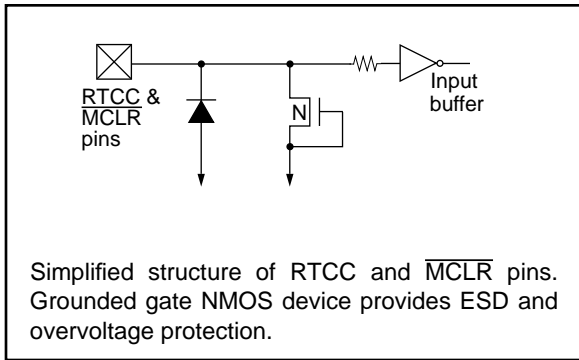 RTCC &
MCLR
pins
N
Input
buffer
Simplified structure of RTCC and MCLR pins.
Grounded gate NMOS device provides ESD and
overvoltage protection.